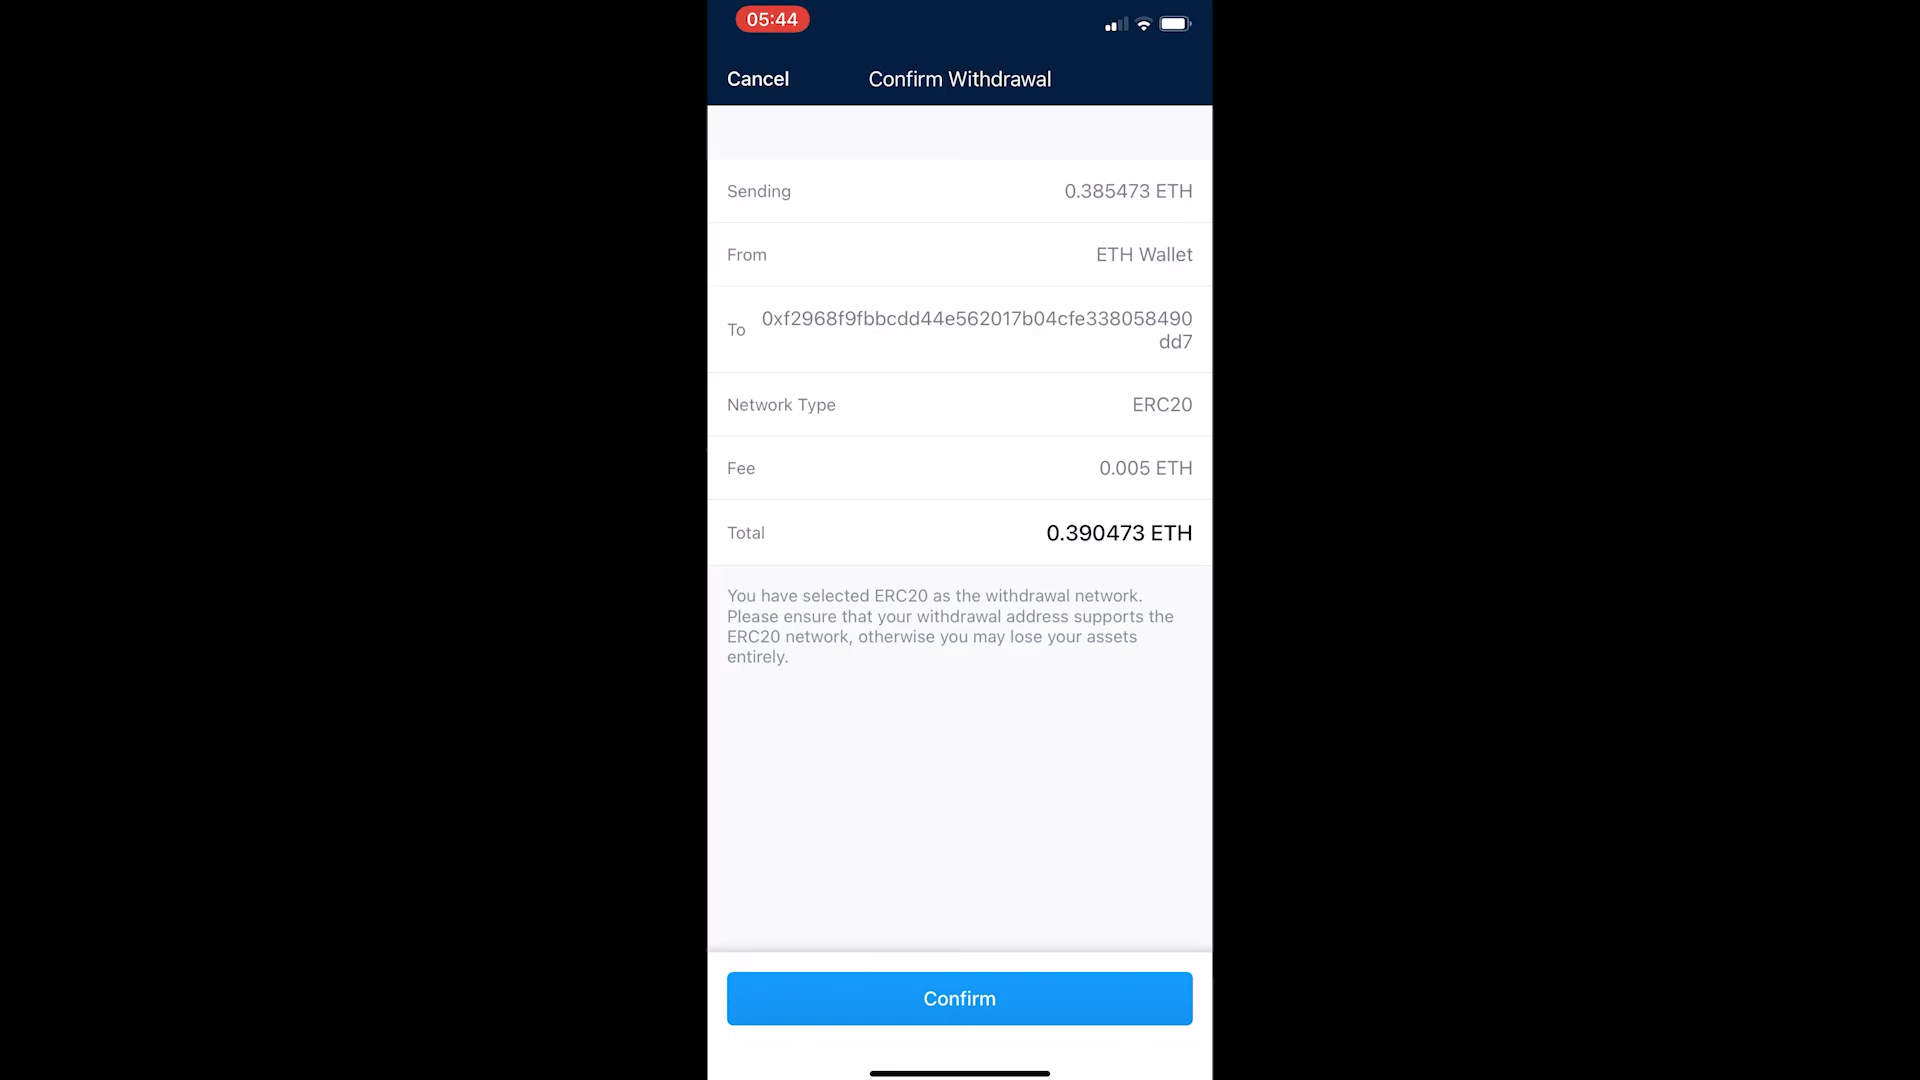 05:44
Cancel
Confirm Withdrawal
Sending
0.385473 ETH
From
ETH Wallet
To
0xf2968f9fbbcdd44e562017b04cfe338058490
dd7
Network Type
ERC20
Fee
0.005 ETH
Total
0.390473 ETH
You have selected ERC20 as the withdrawal network.
Please ensure that your withdrawal address supports the
ERC20 network, otherwise you may lose your assets
entirely.
Confirm